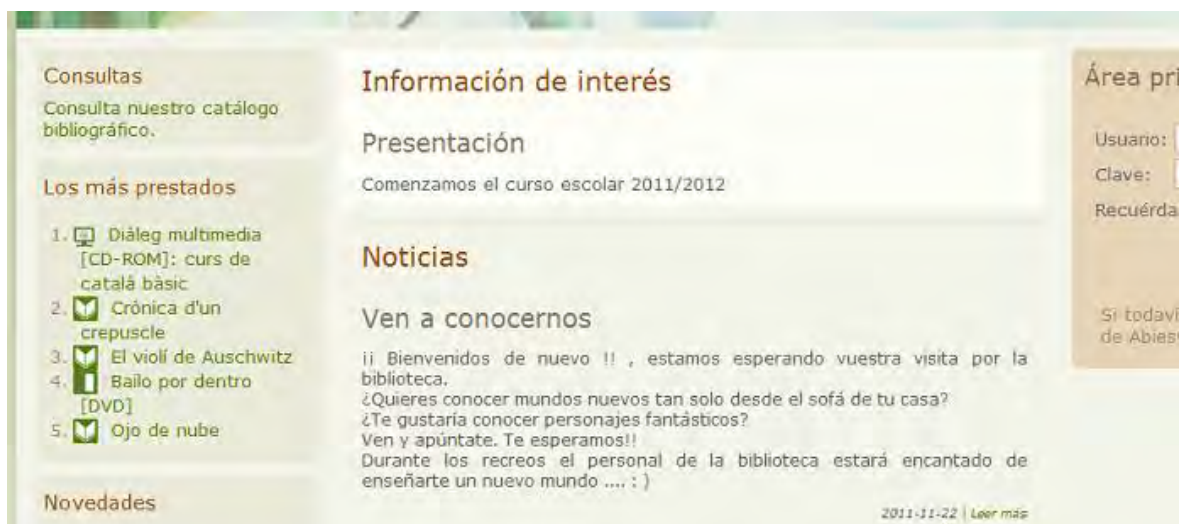 Consultas
Consulta nuestro catálogo
bibliográfico.
Los más prestados
1. Diàleg multimedia
[CD-ROM]: curs de
català bàsic
2. Crònica d'un
crepuscle
3. El violí de Auschwitz
4. Bailo por dentro
[DVD]
5. Ojo de nube
Novedades
Información de interés
Presentación
Comenzamos el curso escolar 2011/2012
Noticias
Ven a conocernos
¡¡ Bienvenidos de nuevo !! , estamos esperando vuestra visita por la
biblioteca.
¿Quieres conocer mundos nuevos tan solo desde el sofá de tu casa?
¿Te gustaría conocer personajes fantásticos?
Ven y apúntate. Te esperamos!!
Durante los recreos el personal de la biblioteca estará encantado de
enseñarte un nuevo mundo .... : )
2011-11-22 | Leer más
Área pri
Usuario:
Clave:
Recuérda
Si todaví
de Abies